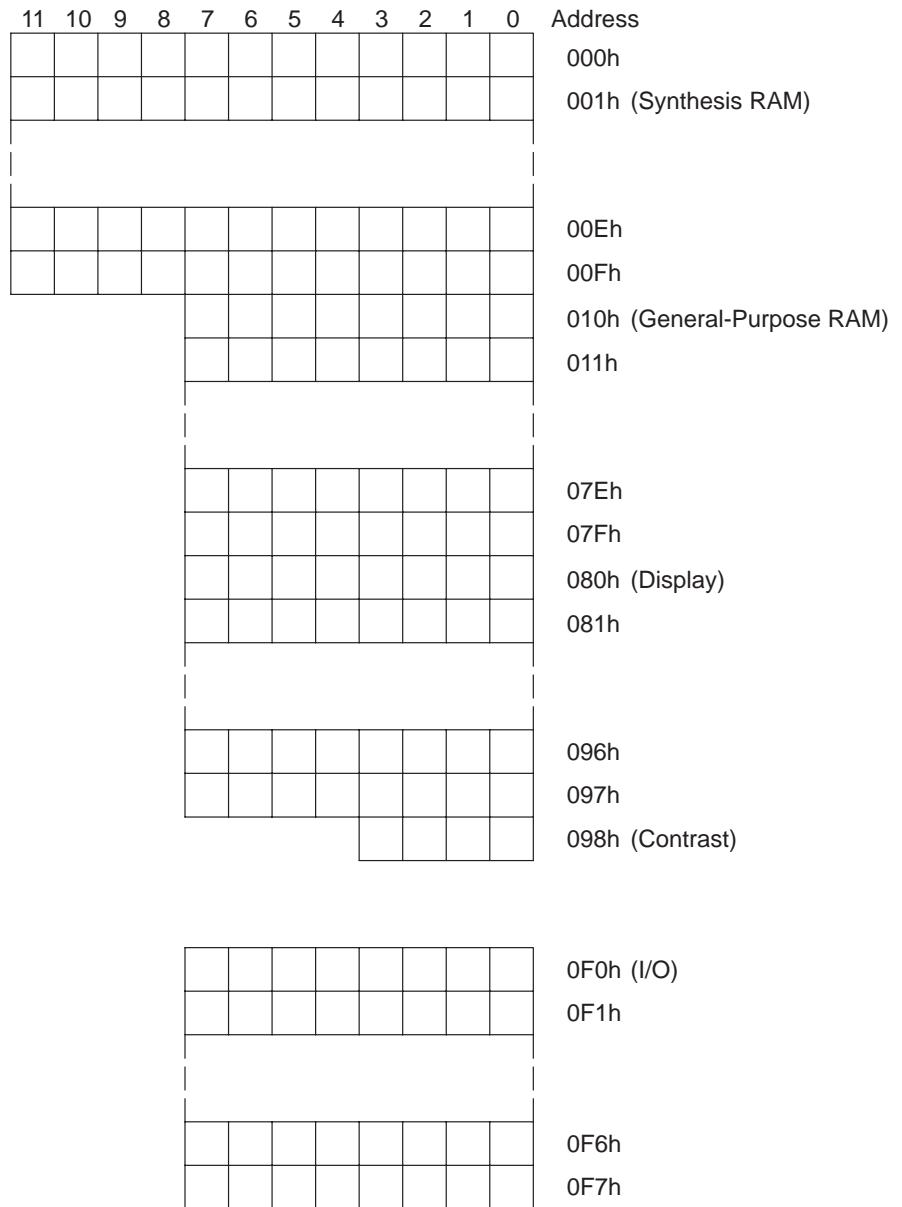 11 10 9 8 7 6 5 4 3 2 1 0 Address
000h
001h (Synthesis RAM)
00Eh
00Fh
010h (General-Purpose RAM)
011h
07Eh
07Fh
080h (Display)
081h
096h
097h
098h (Contrast)
0F0h (I/O)
0F1h
0F6h
0F7h